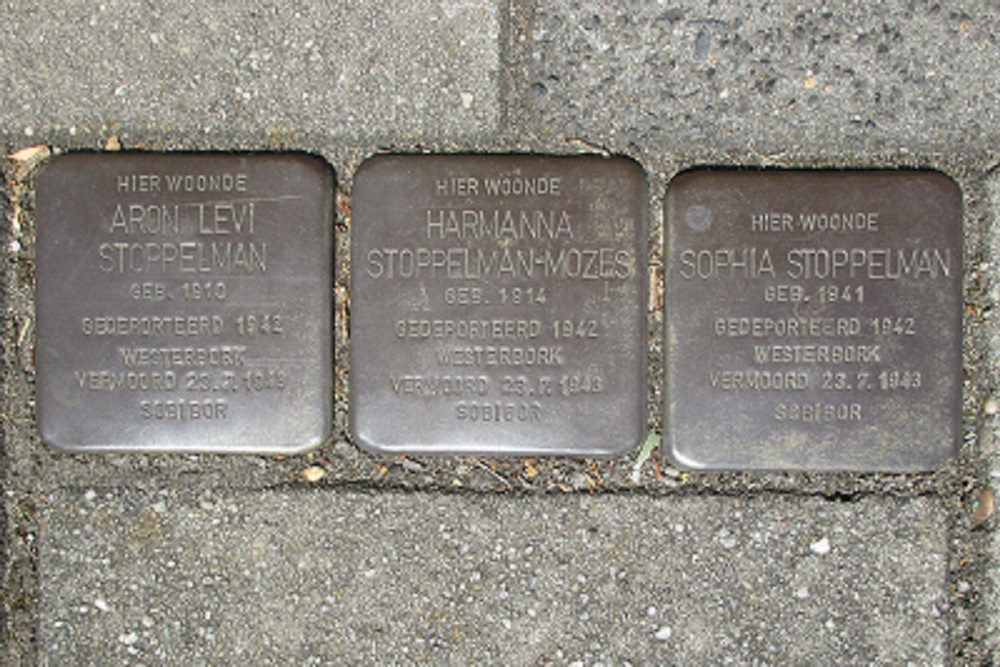 HIER WOONDE
ARON LEVI
STOPPELMAN
GEB. 1910
GEDEPORTEERD 1942
WESTERBORK
VERMOORD 23.7.1943
SOBIBOR
HIER WOONDE
HARMANNA
STOPPELMAN-MOZES
GEB. 1914
GEDEPORTEERD 1942
WESTERBORK
VERMOORD 23.7.1943
SOBIBOR
HIER WOONDE
SOPHIA STOPPELMAN
GEB. 1941
GEDEPORTEERD 1942
WESTERBORK
VERMOORD 23.7.1943
SOBIBOR